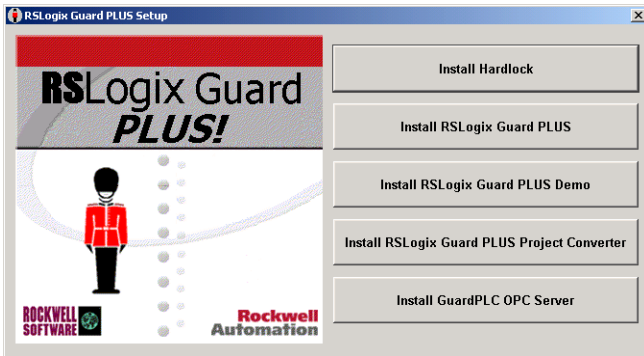 RSLogix Guard PLUS Setup
RSLogix Guard
PLUS!
ROCKWELL
SOFTWARE
Rockwell
Automation
Install Hardlock
Install RSLogix Guard PLUS
Install RSLogix Guard PLUS Demo
Install RSLogix Guard PLUS Project Converter
Install GuardPLC OPC Server